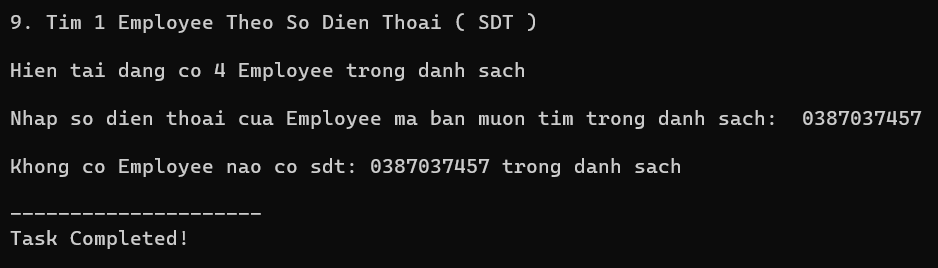 9. Tim 1 Employee Theo So Dien Thoai ( SDT )
Hien tai dang co 4 Employee trong danh sach
Nhap so dien thoai cua Employee ma ban muon tim trong danh sach:  0387037457
Khong co Employee nao co sdt: 0387037457 trong danh sach
_____________________
Task Completed!